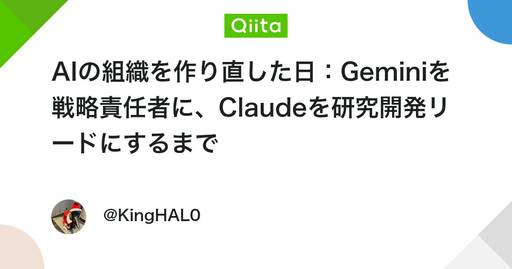 Qiita
AIの組織を作り直した日：Geminiを
戦略責任者に、Claudeを研究開発リ
ードにするまで
@KingHAL0